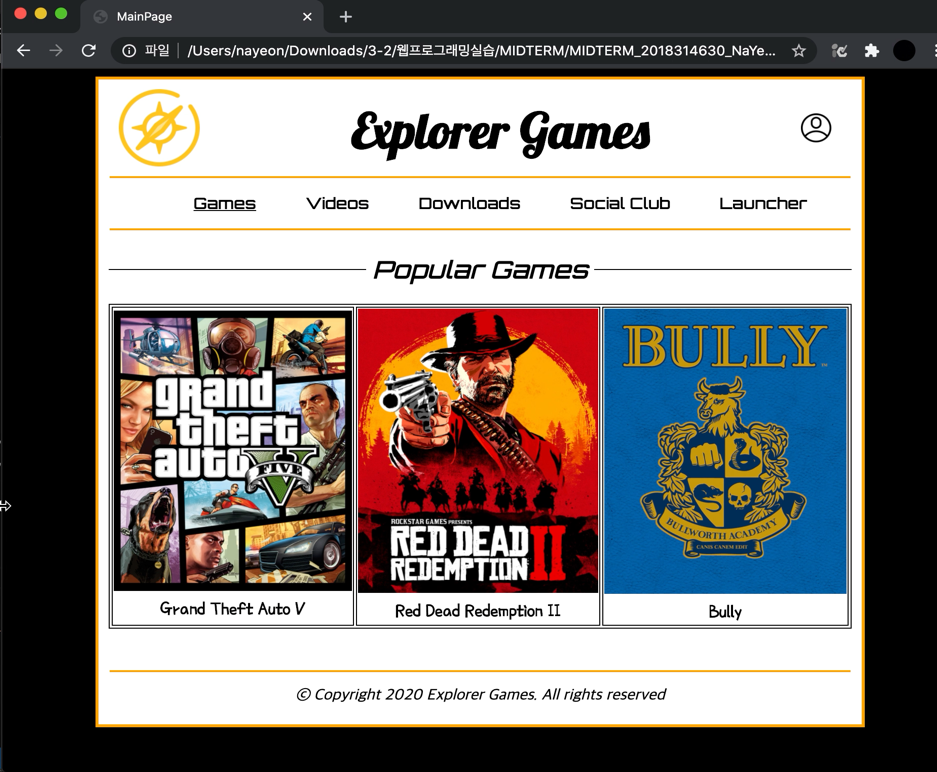 MainPage
파일 | /Users/nayeon/Downloads/3-2/웹프로그래밍실습/MIDTERM/MIDTERM_2018314630_NaYe...
Explorer Games
Games Videos Downloads Social Club Launcher
Popular Games
grand
theft
auto
FIVE
V
Grand Theft Auto V
ROCKSTAR GAMES PRESENTS
RED DEAD
REDEMPTION II
Red Dead Redemption II
BULLY
BULLWORTH ACADEMY
CANIS CANEM EDIT
Bully
© Copyright 2020 Explorer Games. All rights reserved